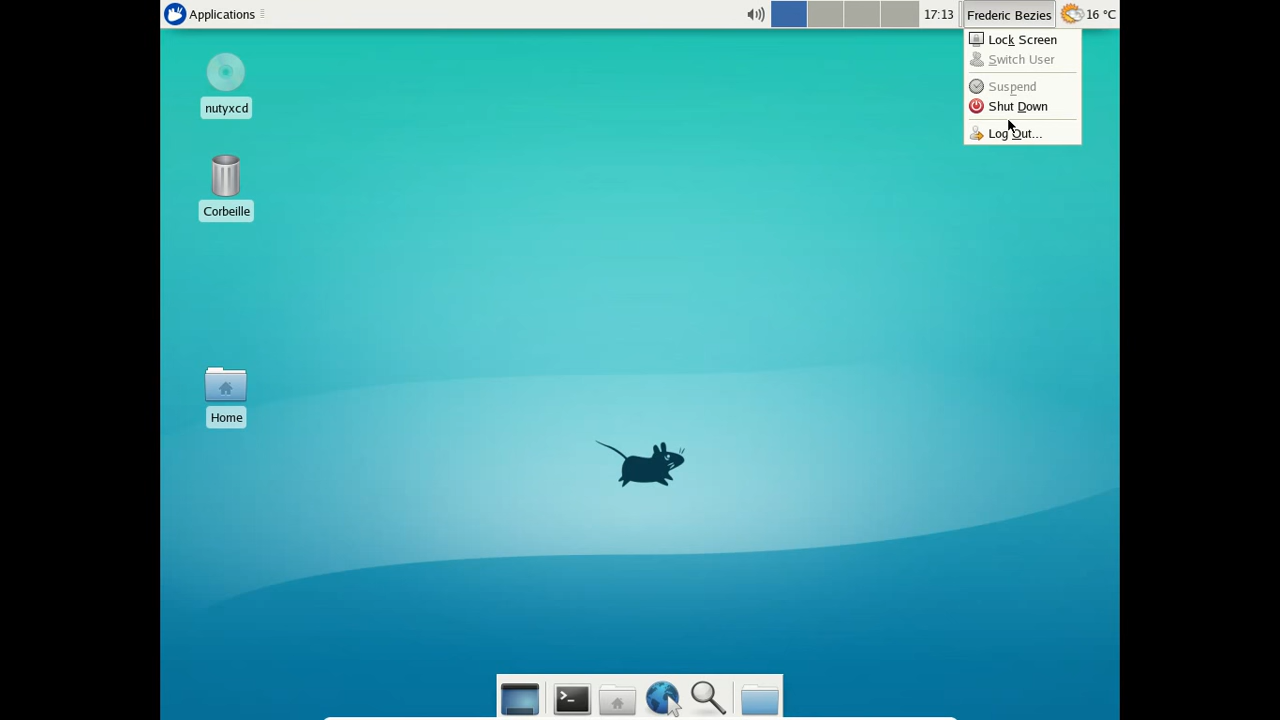 Applications
17:13
Frederic Bezies
16 °C
Lock Screen
Switch User
Suspend
Shut Down
Log Out...
nutyxcd
Corbeille
Home